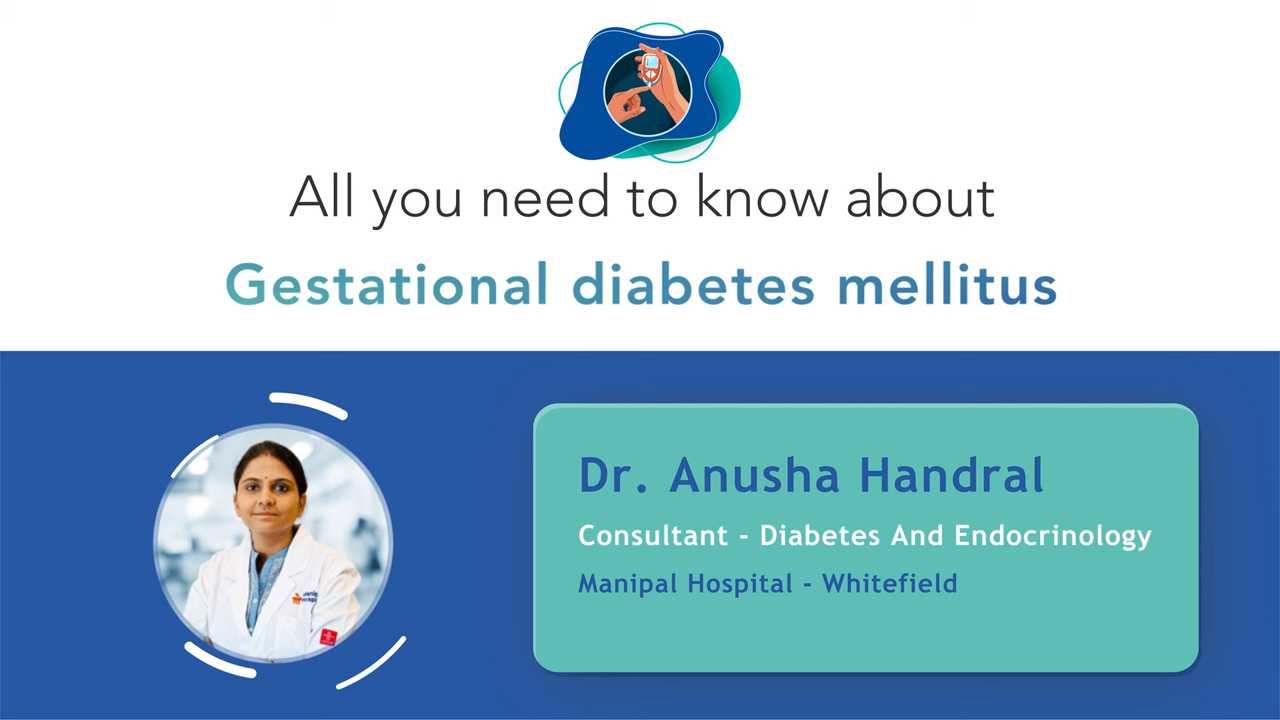 All you need to know about
Gestational diabetes mellitus
Dr. Anusha Handral
Consultant - Diabetes And Endocrinology
Manipal Hospital - Whitefield